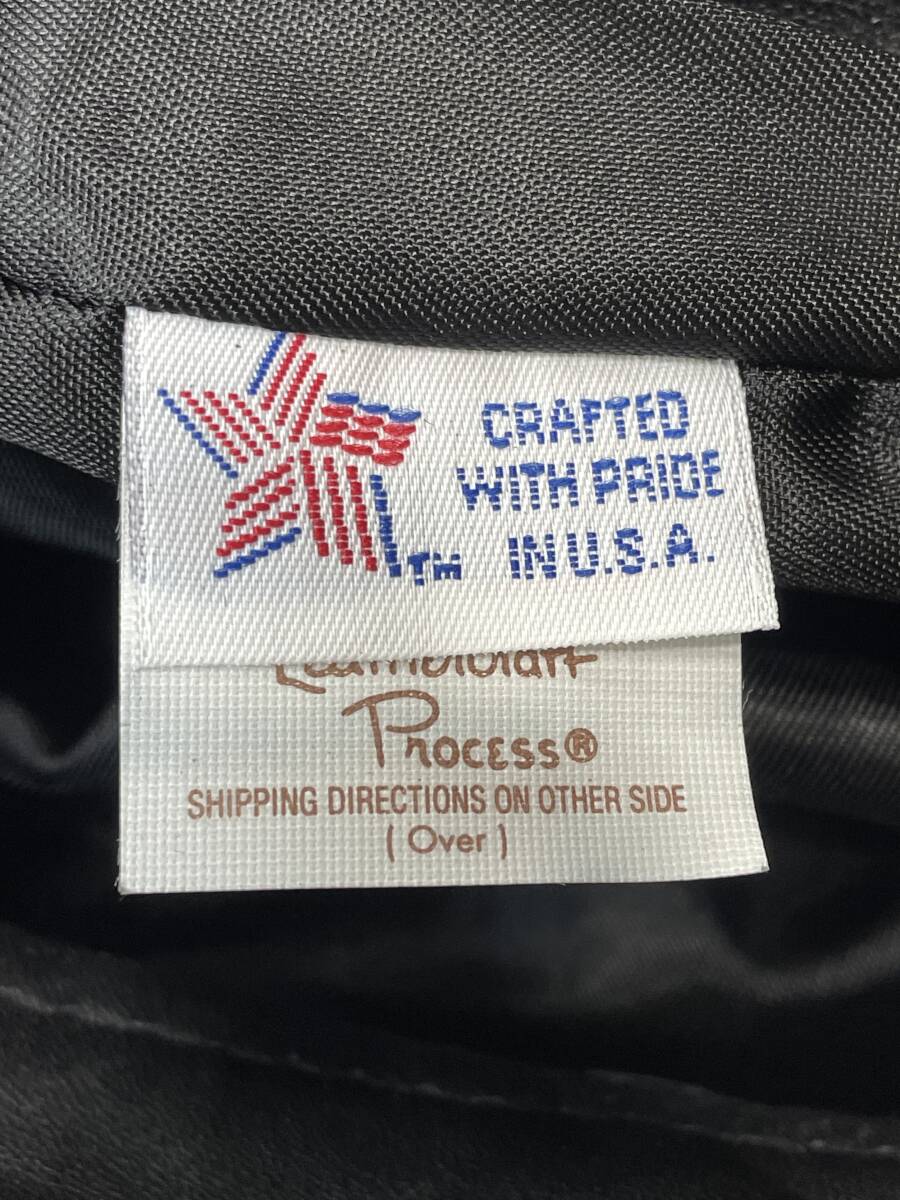 CRAFTED
WITH PRIDE
IN U.S.A.
TM
Process®
SHIPPING DIRECTIONS ON OTHER SIDE
( Over )